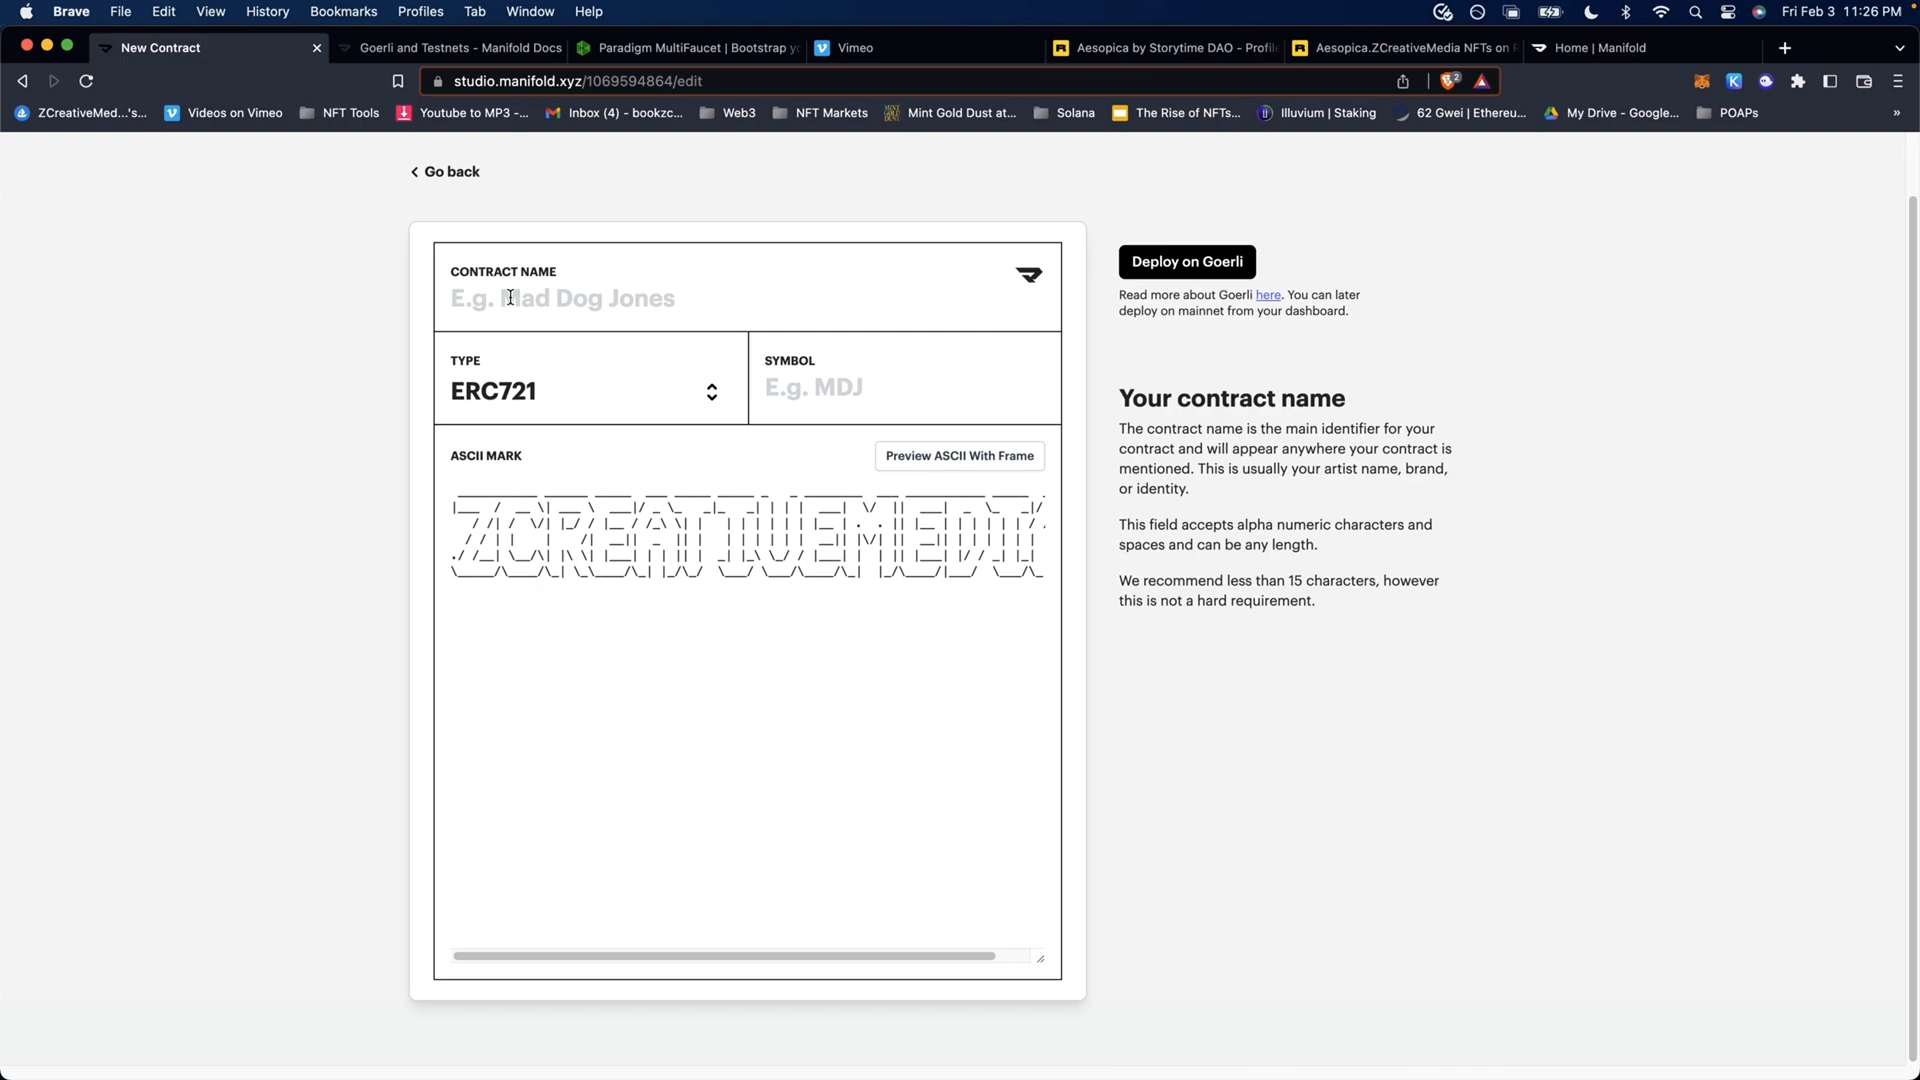 Brave File Edit View History Bookmarks Profiles Tab Window Help Fri Feb 3 11:26 PM
New Contract Goerli and Testnets - Manifold Docs Paradigm MultiFaucet | Bootstrap yo Vimeo Aesopica by Storytime DAO - Profile Aesopica.ZCreativeMedia NFTs on Home | Manifold
studio.manifold.xyz/1069594864/edit 2
ZCreativeMed...'s... Videos on Vimeo NFT Tools Youtube to MP3 -... Inbox (4) - bookzc... Web3 NFT Markets Mint Gold Dust at... Solana The Rise of NFTs... Illuvium | Staking 62 Gwei | Ethereu... My Drive - Google... POAPs »
Go back
CONTRACT NAME
E.g. Mad Dog Jones
TYPE
ERC721
SYMBOL
E.g. MDJ
ASCII MARK
Preview ASCII With Frame
ZCREATIVEMEDI
Deploy on Goerli
Read more about Goerli here. You can later
deploy on mainnet from your dashboard.
Your contract name
The contract name is the main identifier for your
contract and will appear anywhere your contract is
mentioned. This is usually your artist name, brand,
or identity.
This field accepts alpha numeric characters and
spaces and can be any length.
We recommend less than 15 characters, however
this is not a hard requirement.